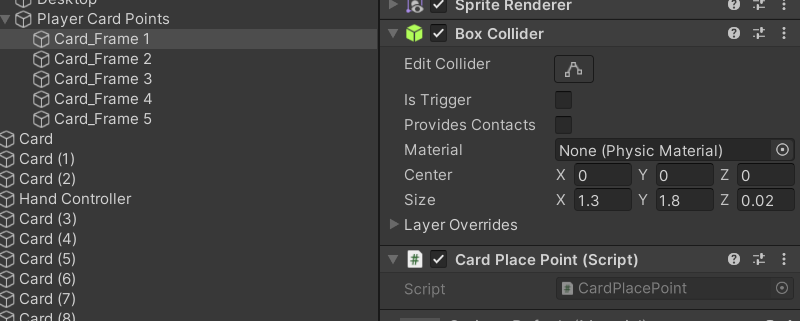 Desktop
Player Card Points
Card_Frame 1
Card_Frame 2
Card_Frame 3
Card_Frame 4
Card_Frame 5
Card
Card (1)
Card (2)
Hand Controller
Card (3)
Card (4)
Card (5)
Card (6)
Card (7)
Card (8)
Sprite Renderer
Box Collider
Edit Collider
Is Trigger
Provides Contacts
Material None (Physic Material)
Center X 0 Y 0 Z 0
Size X 1.3 Y 1.8 Z 0.02
Layer Overrides
# Card Place Point (Script)
Script # CardPlacePoint